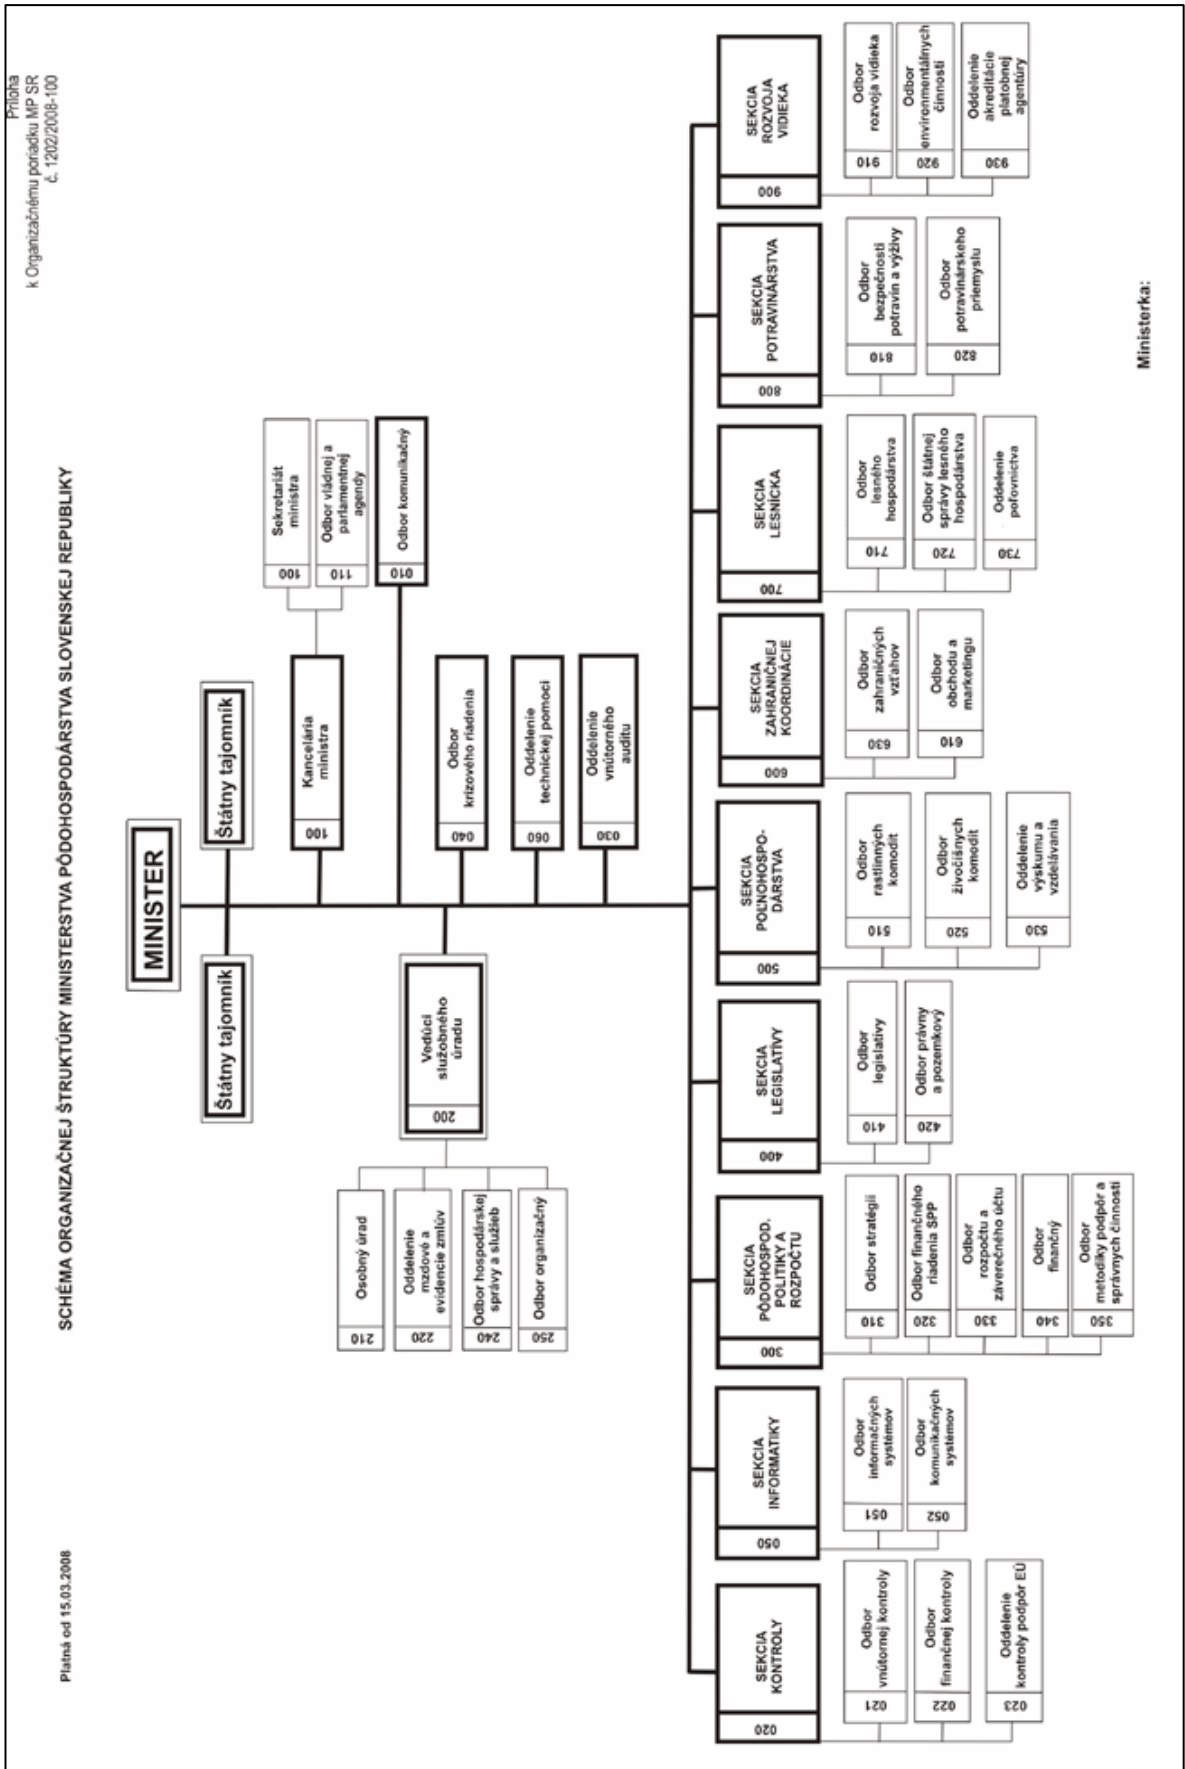 Príloha
k Organizačnému poriadku MP SR
č. 1202/2008-100
SCHÉMA ORGANIZAČNEJ ŠTRUKTÚRY MINISTERSTVA PÔDOHOSPODÁRSTVA SLOVENSKEJ REPUBLIKY
Platná od 15.03.2008
MINISTER
Štátny tajomník
Štátny tajomník
100
Kancelária
ministra
100
Sekretariát
ministra
110
Odbor vládnej a
parlamentnej
agendy
010
Odbor komunikačný
200
Vedúci
služobného
úradu
210
Osobný úrad
220
Oddelenie
mzdové a
evidencie zmlúv
240
Odbor hospodárskej
správy a služieb
250
Odbor organizačný
040
Odbor
krízového riadenia
060
Oddelenie
technickej pomoci
030
Oddelenie
vnútorného
auditu
020
SEKCIA
KONTROLY
021
Odbor
vnútornej kontroly
022
Odbor
finančnej kontroly
023
Oddelenie
kontroly podpôr EÚ
050
SEKCIA
INFORMATIKY
051
Odbor
informačných
systémov
052
Odbor
komunikačných
systémov
300
SEKCIA
PÔDOHOSPOD.
POLITIKY A
ROZPOČTU
310
Odbor stratégií
320
Odbor finančného
riadenia SPP
330
Odbor
rozpočtu a
záverečného účtu
340
Odbor
finančný
350
Odbor
metodiky podpôr a
správnych činností
400
SEKCIA
LEGISLATÍVY
410
Odbor
legislatívy
420
Odbor právny
a pozemkový
500
SEKCIA
POĽNOHOSPO-
DÁRSTVA
510
Odbor
rastlinných
komodít
520
Odbor
živočíšnych
komodít
530
Oddelenie
výskumu a
vzdelávania
600
SEKCIA
ZAHRANIČNEJ
KOORDINÁCIE
630
Odbor
zahraničných
vzťahov
610
Odbor
obchodu a
marketingu
700
SEKCIA
LESNÍCKA
710
Odbor
lesného
hospodárstva
720
Odbor štátnej
správy lesného
hospodárstva
730
Oddelenie
poľovníctva
800
SEKCIA
POTRAVINÁRSTVA
810
Odbor
bezpečnosti
potravín a výživy
820
Odbor
potravinárskeho
priemyslu
900
SEKCIA
ROZVOJA
VIDIEKA
910
Odbor
rozvoja vidieka
920
Odbor
environmentálnych
činností
930
Oddelenie
akreditácie
platobnej
agentúry
Ministerka: